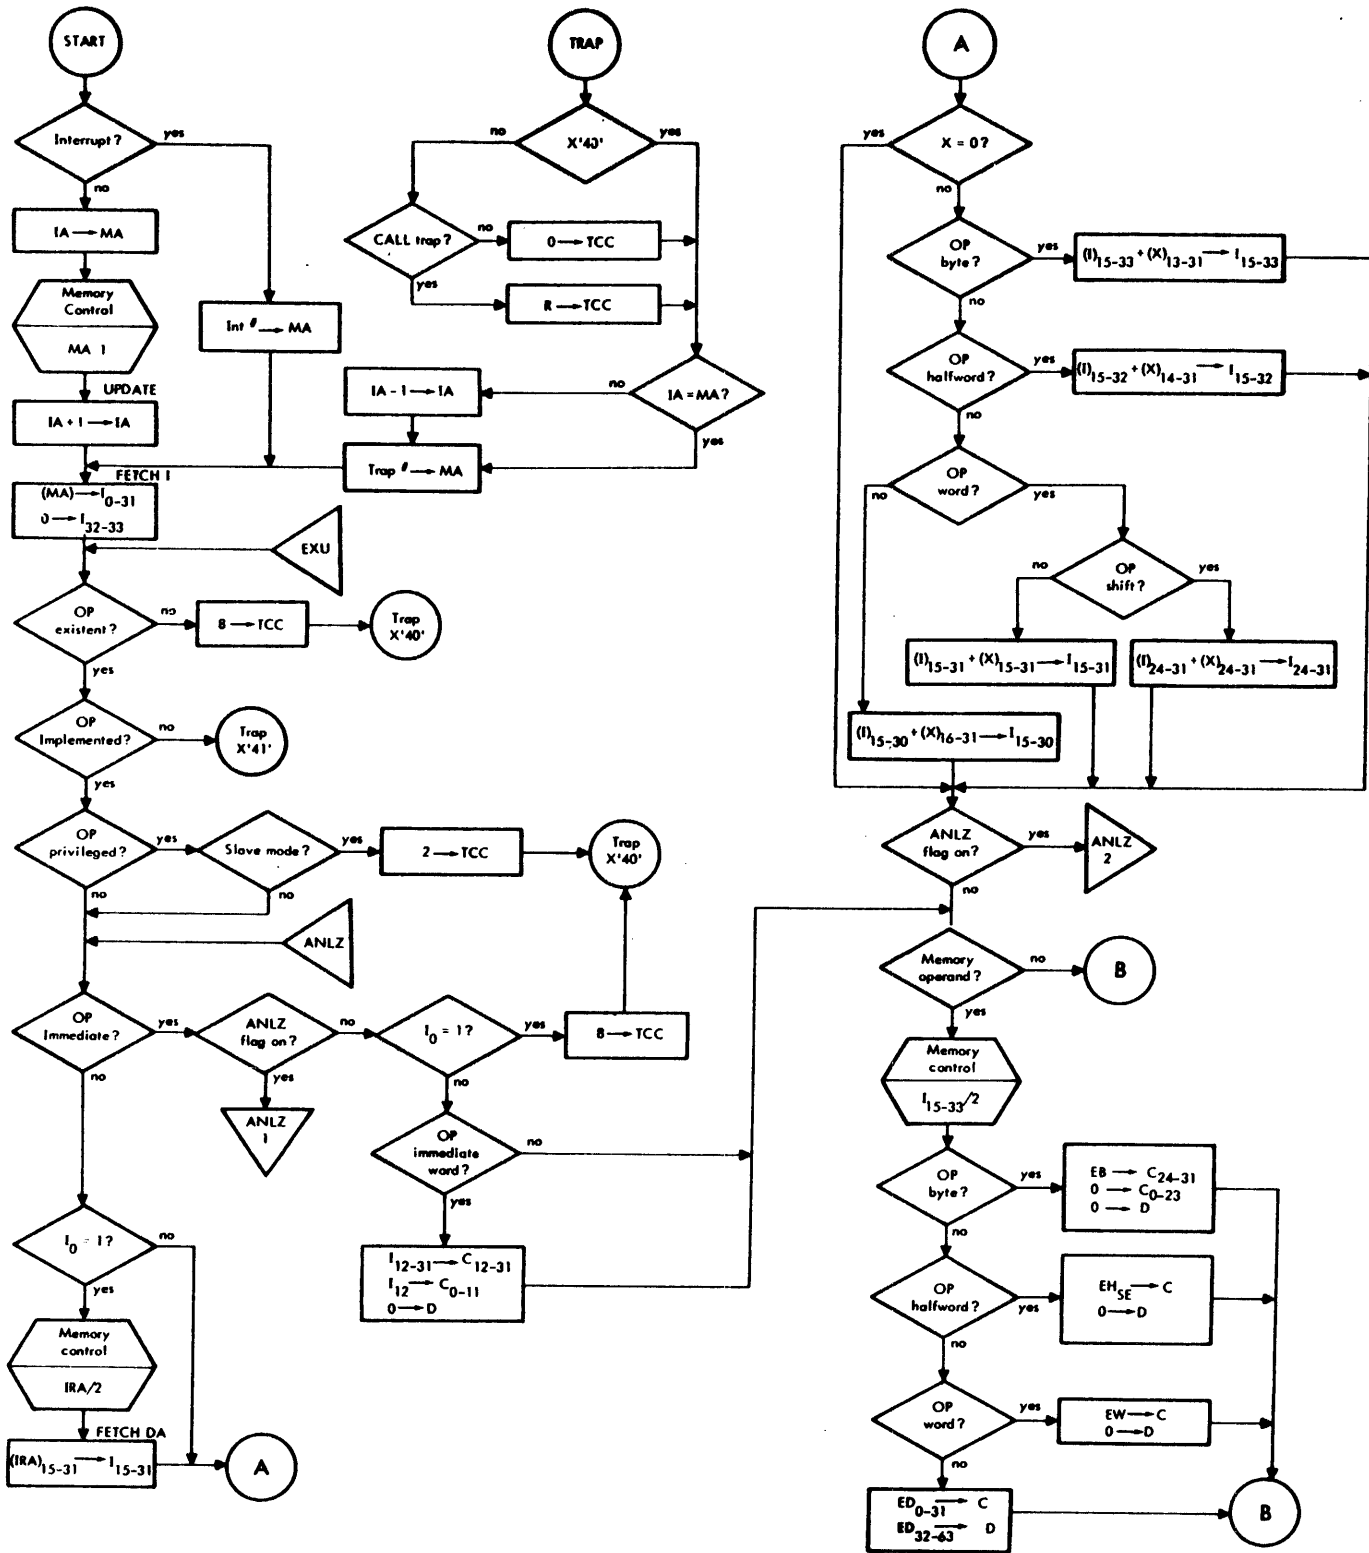 START
Interrupt?
yes
no
IA → MA
Memory
Control
MA 1
UPDATE
IA + 1 → IA
Int # → MA
FETCH I
(MA) → I0-31
0 → I32-33
EXU
OP
existent?
no
8 → TCC
Trap
X'40'
yes
OP
Implemented?
no
Trap
X'41'
yes
OP
privileged?
yes
Slave mode?
yes
2 → TCC
Trap
X'40'
no
no
ANLZ
OP
Immediate?
yes
ANLZ
flag on?
no
I0 = 1?
yes
8 → TCC
no
yes
ANLZ
1
no
OP
immediate
word?
no
yes
I12-31 → C12-31
I12 → C0-11
0 → D
I0 = 1?
no
yes
Memory
control
IRA/2
FETCH DA
(IRA)15-31 → I15-31
A
TRAP
X'40'
no
yes
CALL trap?
no
0 → TCC
yes
R → TCC
IA = MA?
no
IA - 1 → IA
yes
Trap # → MA
A
X = 0?
yes
no
OP
byte?
yes
(I)15-33 + (X)13-31 → I15-33
no
OP
halfword?
yes
(I)15-32 + (X)14-31 → I15-32
no
OP
word?
no
yes
OP
shift?
no
yes
(I)15-31 + (X)15-31 → I15-31
(I)24-31 + (X)24-31 → I24-31
(I)15-30 + (X)16-31 → I15-30
ANLZ
flag on?
yes
ANLZ
2
no
Memory
operand?
no
B
yes
Memory
control
I15-33/2
OP
byte?
yes
EB → C24-31
0 → C0-23
0 → D
no
OP
halfword?
yes
EHSE → C
0 → D
no
OP
word?
yes
EW → C
0 → D
no
ED0-31 → C
ED32-63 → D
B